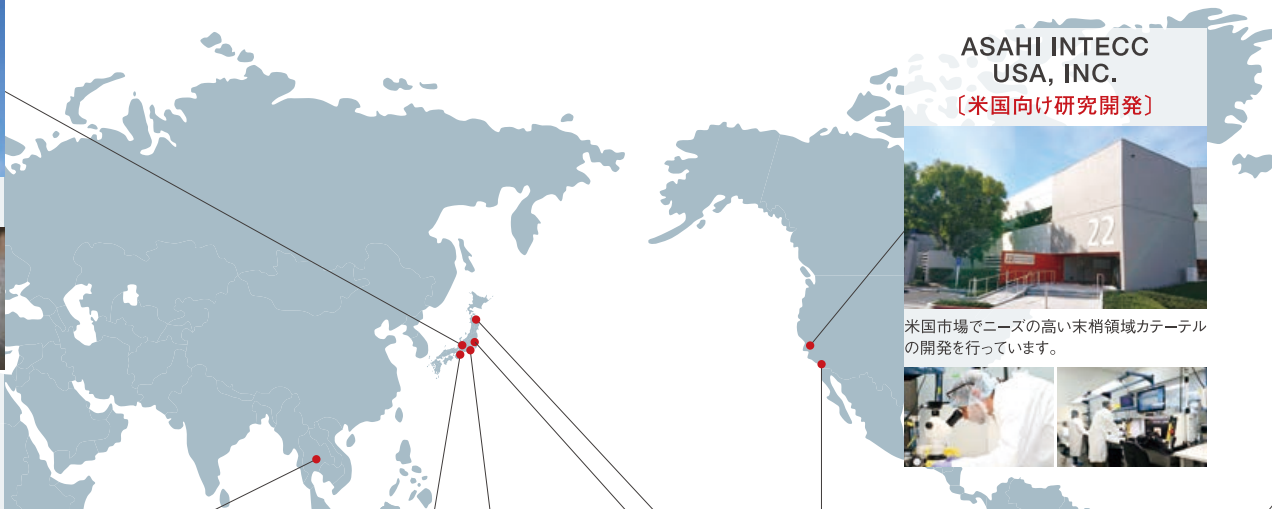 ASAHI INTECC
USA, INC.
〔米国向け研究開発〕
22
米国市場でニーズの高い末梢領域カテーテル
の開発を行っています。